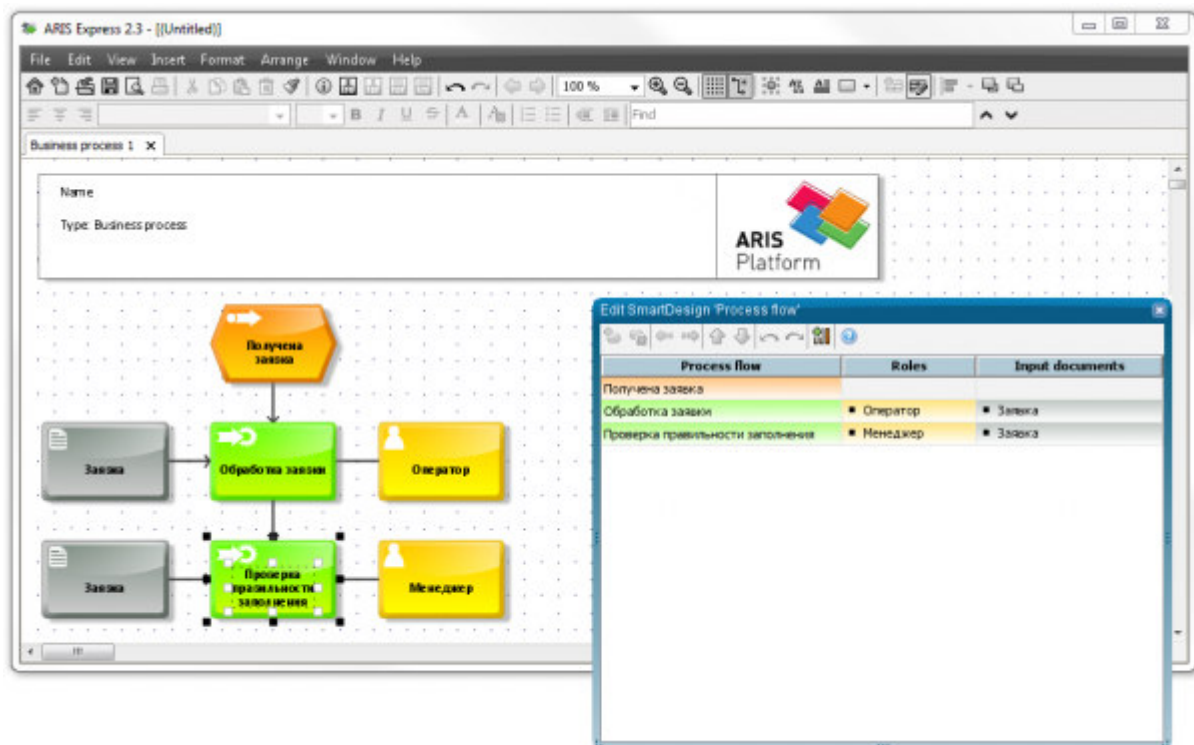 ARIS Express 2.3 - [(Untitled)]
File Edit View Insert Format Arrange Window Help
100 %
B I U S A
Find
Business process 1 X
Name
Type: Business process
ARIS
Platform
Получена
заявка
Заявка
Обработка заявки
Оператор
Заявка
Проверка
правильности
заполнения
Менеджер
Edit SmartDesign 'Process flow'
Process flow Roles Input documents
Получена заявка
Обработка заявки Оператор Заявка
Проверка правильности заполнения Менеджер Заявка